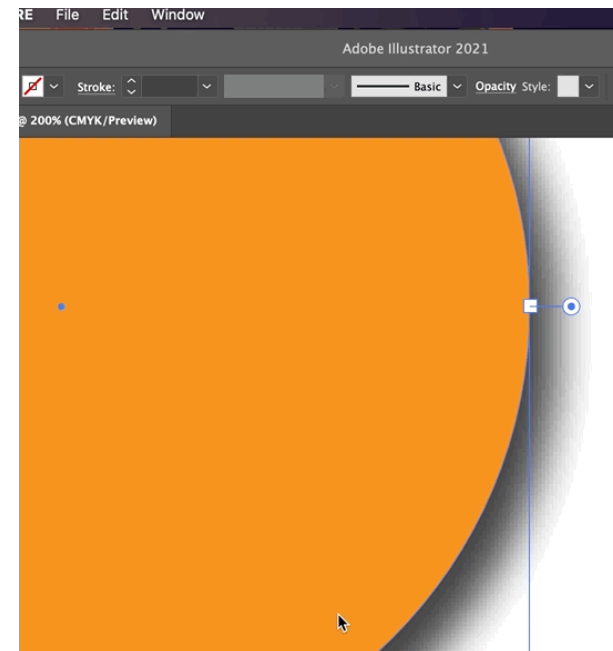 RE File Edit Window
Adobe Illustrator 2021
Stroke: Basic Opacity Style:
@ 200% (CMYK/Preview)